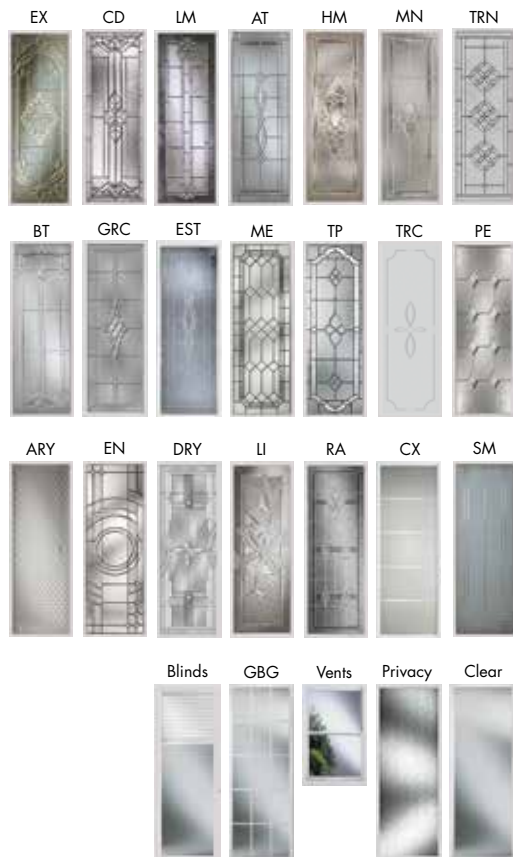 EX CD LM AT HM MN TRN
BT GRC EST ME TP TRC PE
ARY EN DRY LI RA CX SM
Blinds GBG Vents Privacy Clear